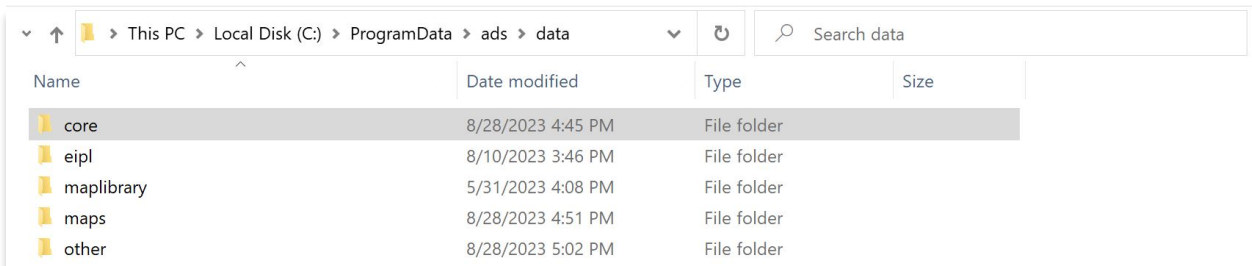 This PC > Local Disk (C:) > ProgramData > ads > data Search data
Name Date modified Type Size
core 8/28/2023 4:45 PM File folder
eipl 8/10/2023 3:46 PM File folder
maplibrary 5/31/2023 4:08 PM File folder
maps 8/28/2023 4:51 PM File folder
other 8/28/2023 5:02 PM File folder